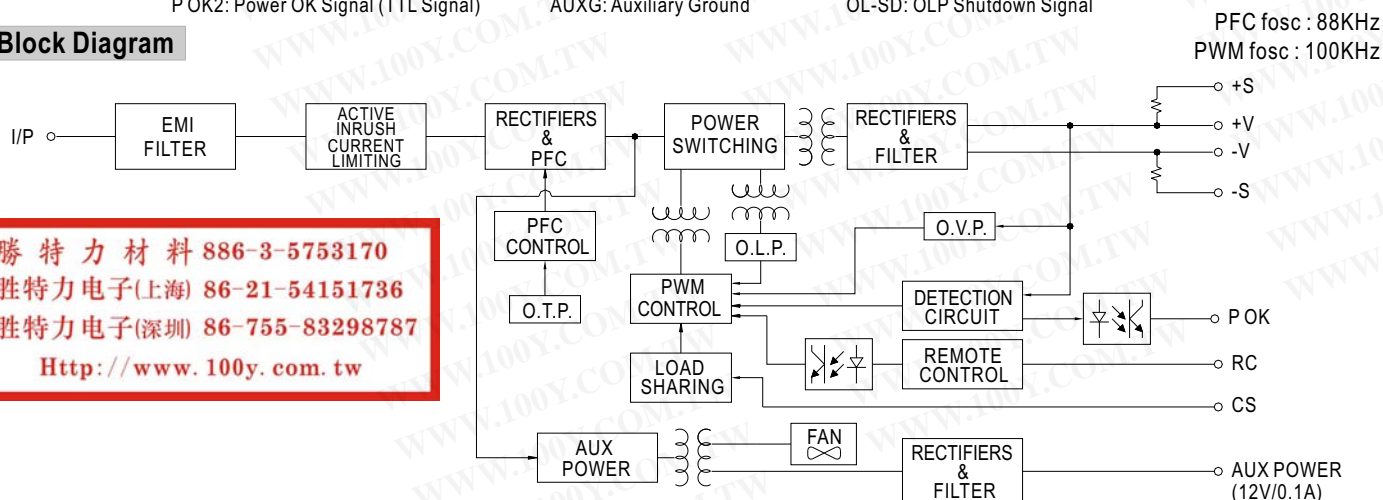 P OK2: Power OK Signal (TTL Signal) AUXG: Auxiliary Ground OL-SD: OLP Shutdown Signal
Block Diagram
PFC fosc : 88KHz
PWM fosc : 100KHz
I/P
EMI
FILTER
ACTIVE
INRUSH
CURRENT
LIMITING
RECTIFIERS
&
PFC
POWER
SWITCHING
RECTIFIERS
&
FILTER
+S
+V
-V
-S
PFC
CONTROL
O.T.P.
O.L.P.
O.V.P.
PWM
CONTROL
DETECTION
CIRCUIT
P OK
LOAD
SHARING
REMOTE
CONTROL
RC
CS
AUX
POWER
FAN
RECTIFIERS
&
FILTER
AUX POWER
(12V/0.1A)
勝 特 力 材 料 886-3-5753170
胜特力电子(上海) 86-21-54151736
胜特力电子(深圳) 86-755-83298787
Http://www.100y.com.tw
WWW.100Y.COM.TW